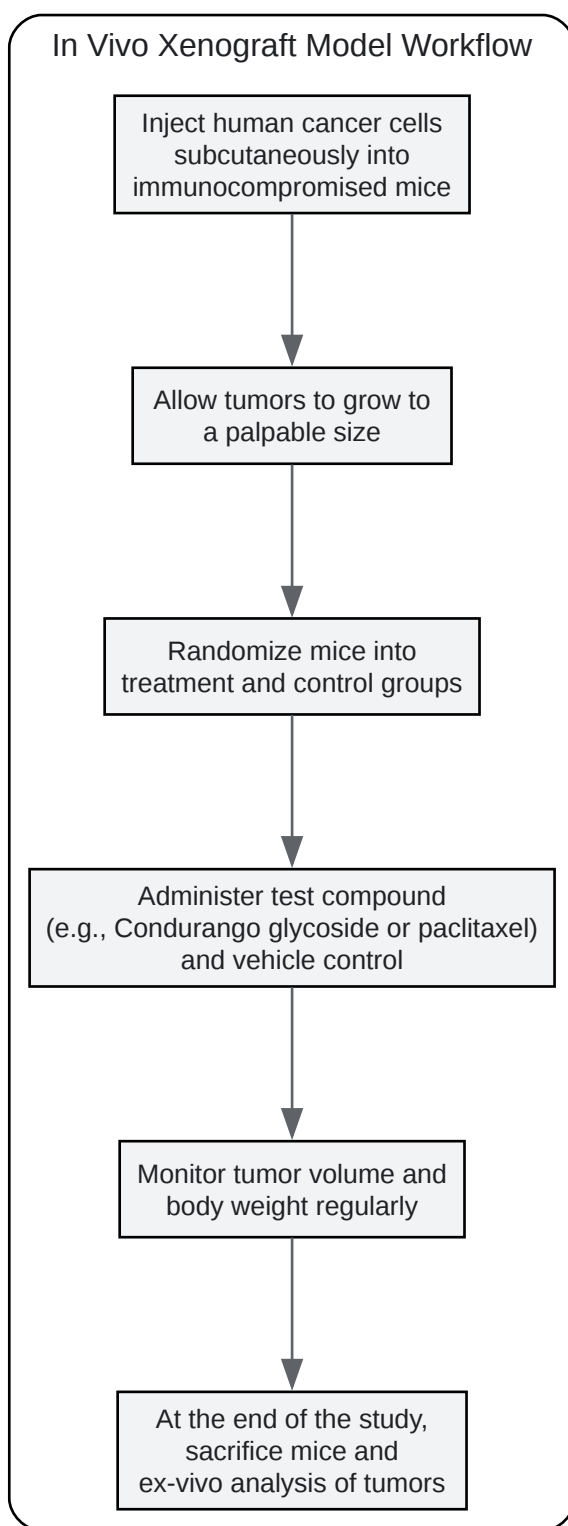 In Vivo Xenograft Model Workflow
Inject human cancer cells
subcutaneously into
immunocompromised mice
Allow tumors to grow to
a palpable size
Randomize mice into
treatment and control groups
Administer test compound
(e.g., Condurango glycoside or paclitaxel)
and vehicle control
Monitor tumor volume and
body weight regularly
At the end of the study,
sacrifice mice and
ex-vivo analysis of tumors